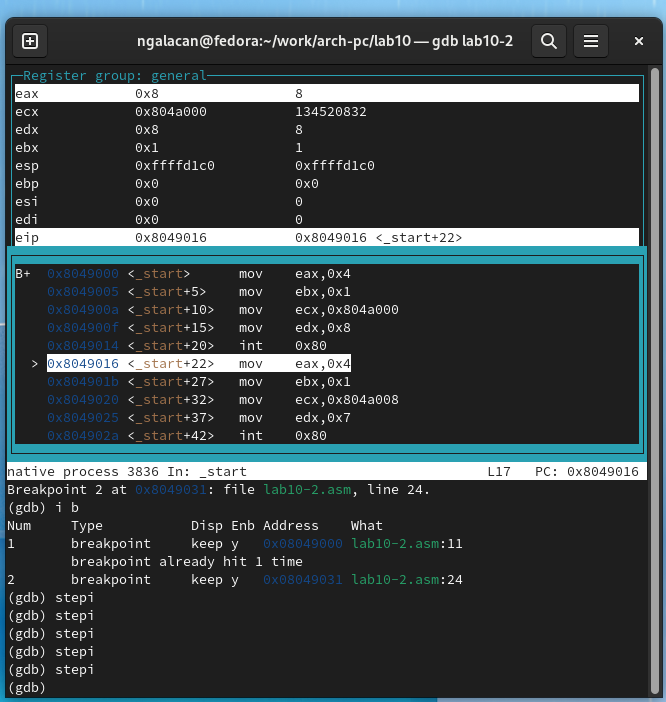 ngalacan@fedora:~/work/arch-pc/lab10 — gdb lab10-2
Register group: general
eax 0x8 8
ecx 0x804a000 134520832
edx 0x8 8
ebx 0x1 1
esp 0xffffd1c0 0xffffd1c0
ebp 0x0 0x0
esi 0x0 0
edi 0x0 0
eip 0x8049016 0x8049016 <_start+22>
B+ 0x8049000 <_start> mov eax,0x4
0x8049005 <_start+5> mov ebx,0x1
0x804900a <_start+10> mov ecx,0x804a000
0x804900f <_start+15> mov edx,0x8
0x8049014 <_start+20> int 0x80
> 0x8049016 <_start+22> mov eax,0x4
0x804901b <_start+27> mov ebx,0x1
0x8049020 <_start+32> mov ecx,0x804a008
0x8049025 <_start+37> mov edx,0x7
0x804902a <_start+42> int 0x80
native process 3836 In: _start L17 PC: 0x8049016
Breakpoint 2 at 0x8049031: file lab10-2.asm, line 24.
(gdb) i b
Num Type Disp Enb Address What
1 breakpoint keep y 0x08049000 lab10-2.asm:11
breakpoint already hit 1 time
2 breakpoint keep y 0x08049031 lab10-2.asm:24
(gdb) stepi
(gdb) stepi
(gdb) stepi
(gdb) stepi
(gdb) stepi
(gdb)